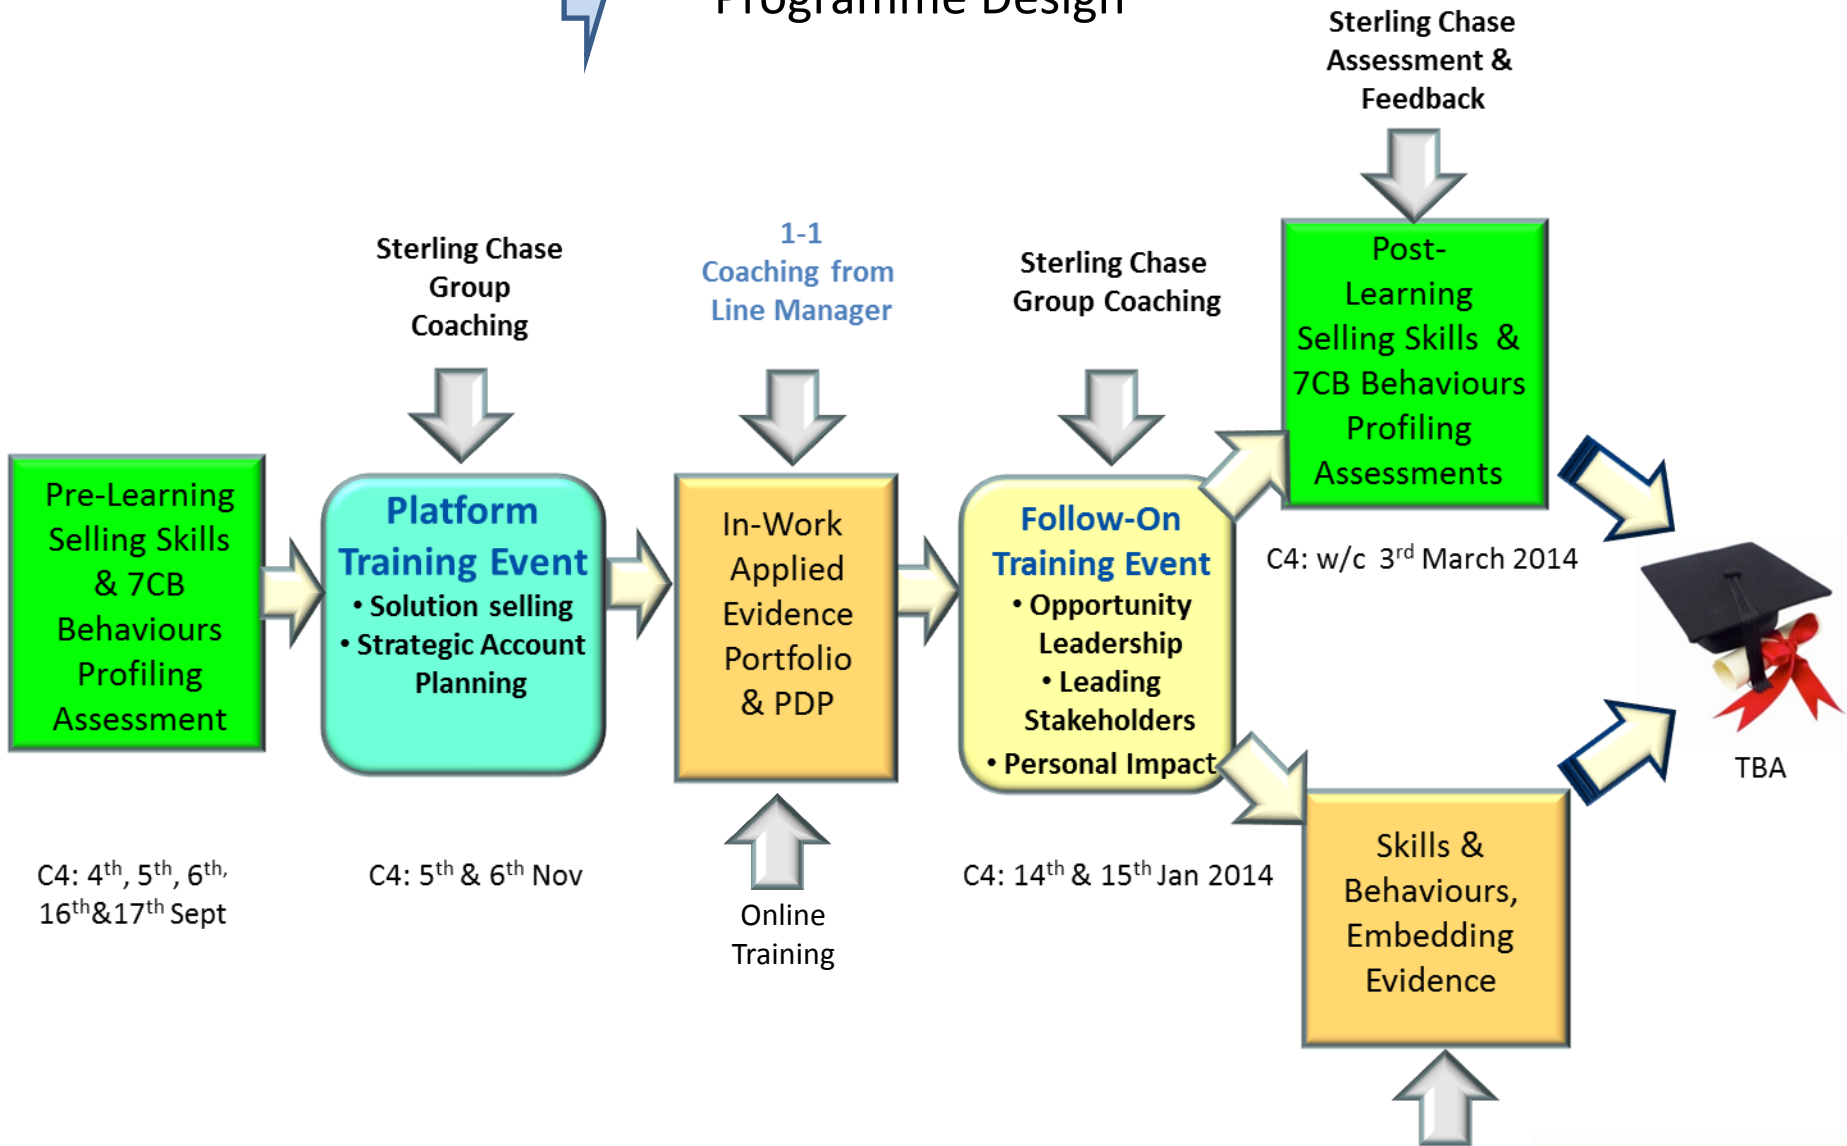 Programme Design
Sterling Chase
Assessment &
Feedback
Sterling Chase
Group
Coaching
1-1
Coaching from
Line Manager
Sterling Chase
Group Coaching
Post-
Learning
Selling Skills &
7CB Behaviours
Profiling
Assessments
Pre-Learning
Selling Skills
& 7CB
Behaviours
Profiling
Assessment
Platform
Training Event
• Solution selling
• Strategic Account
Planning
In-Work
Applied
Evidence
Portfolio
& PDP
Follow-On
Training Event
• Opportunity
Leadership
• Leading
Stakeholders
• Personal Impact
C4: w/c 3rd March 2014
TBA
C4: 4th, 5th, 6th,
16th&17th Sept
C4: 5th & 6th Nov
Online
Training
C4: 14th & 15th Jan 2014
Skills &
Behaviours,
Embedding
Evidence